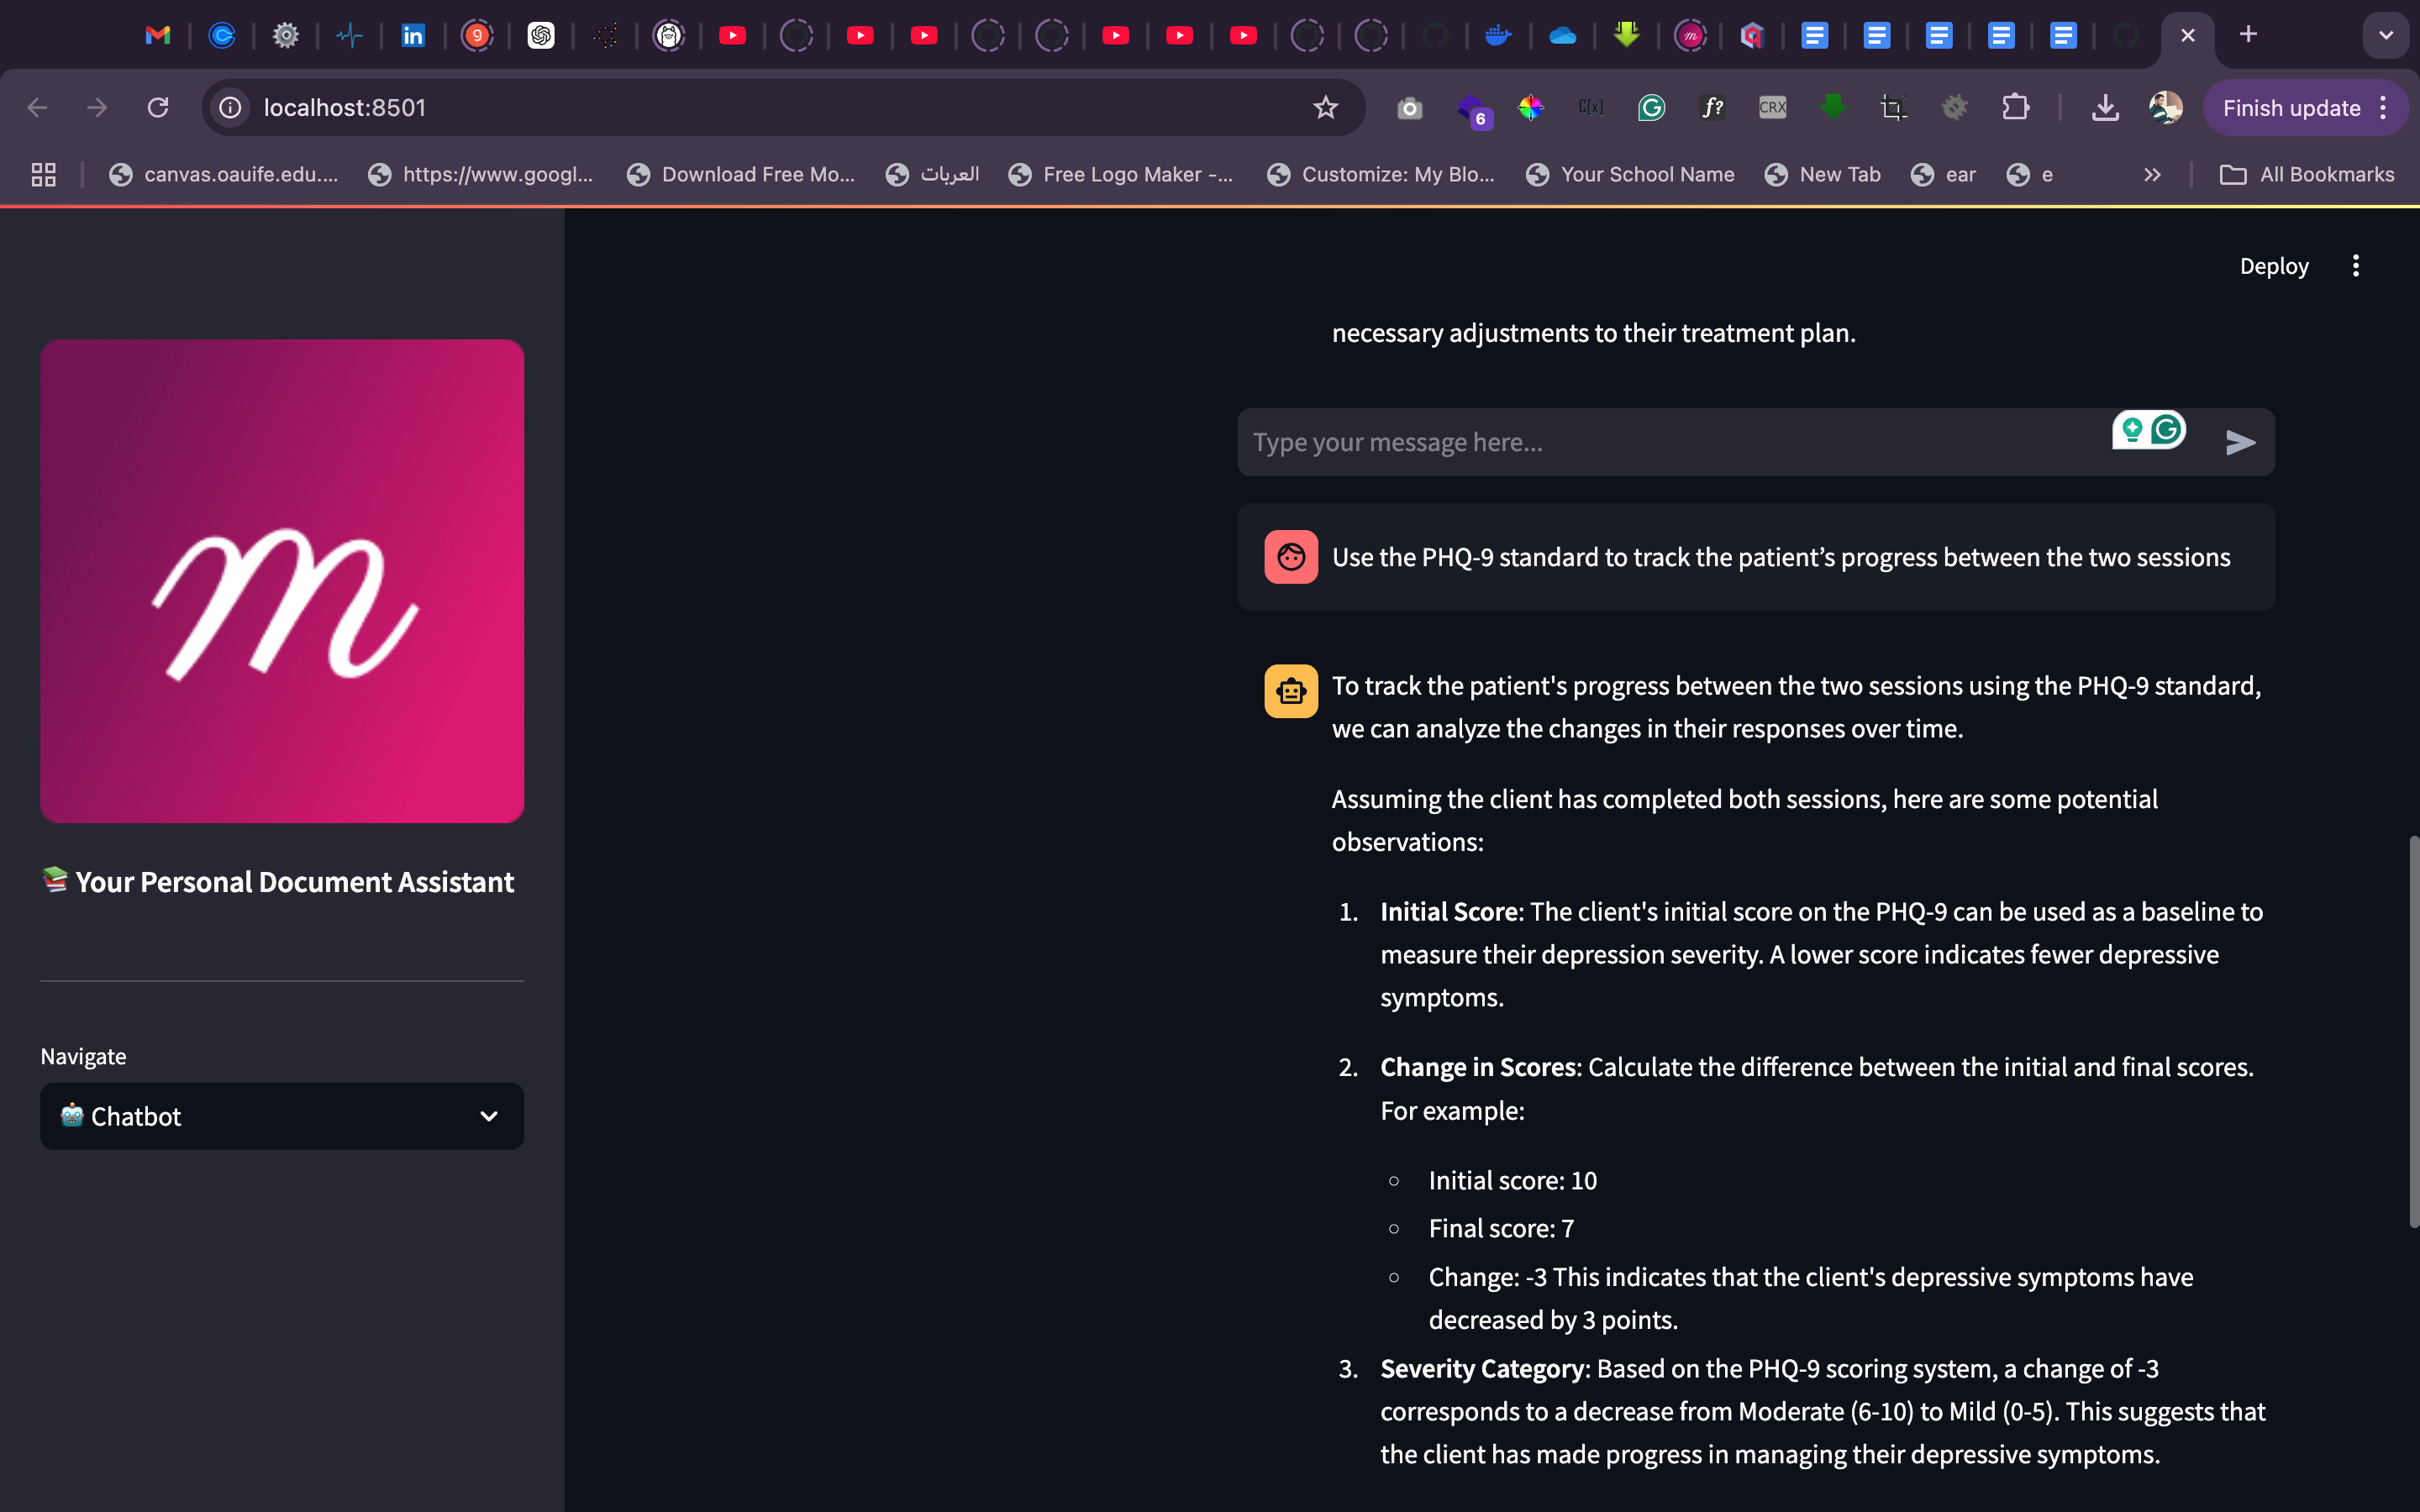 9
localhost:8501
6
f?
CRX
Finish update
canvas.oauife.edu....
https://www.googl...
Download Free Mo...
العربات
Free Logo Maker -...
Customize: My Blo...
Your School Name
New Tab
ear
e
All Bookmarks
Deploy
necessary adjustments to their treatment plan.
Type your message here...
m
Use the PHQ-9 standard to track the patient’s progress between the two sessions
To track the patient's progress between the two sessions using the PHQ-9 standard,
we can analyze the changes in their responses over time.
Assuming the client has completed both sessions, here are some potential
observations:
📚 Your Personal Document Assistant
1. Initial Score: The client's initial score on the PHQ-9 can be used as a baseline to
measure their depression severity. A lower score indicates fewer depressive
symptoms.
Navigate
🤖 Chatbot
2. Change in Scores: Calculate the difference between the initial and final scores.
For example:
Initial score: 10
Final score: 7
Change: -3 This indicates that the client's depressive symptoms have
decreased by 3 points.
3. Severity Category: Based on the PHQ-9 scoring system, a change of -3
corresponds to a decrease from Moderate (6-10) to Mild (0-5). This suggests that
the client has made progress in managing their depressive symptoms.